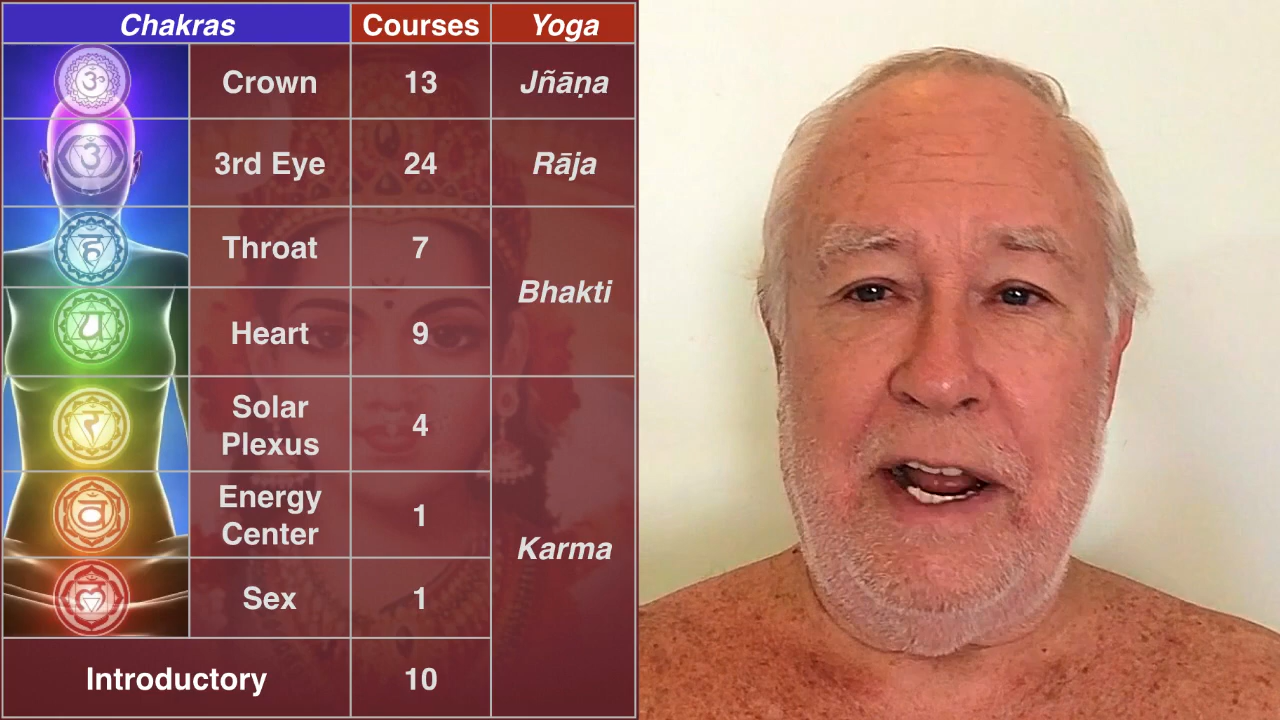 Chakras Courses Yoga
Crown 13 Jñāṇa
3rd Eye 24 Rāja
Throat 7
Bhakti
Heart 9
Solar
Plexus
4
Energy
Center
1
Karma
Sex 1
Introductory 10